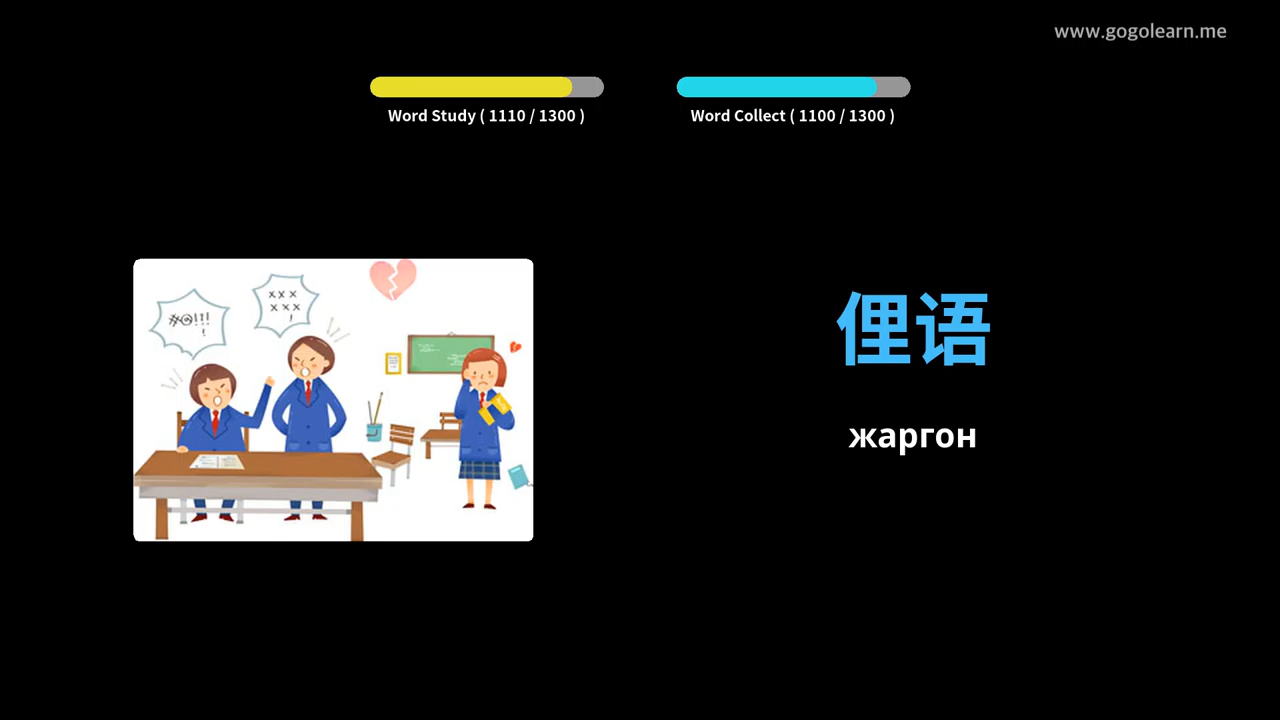 www.gogolearn.me
Word Study ( 1110 / 1300 )
Word Collect ( 1100 / 1300 )
#@!!!
!
x x x
x x x
!
俚语
жаргон